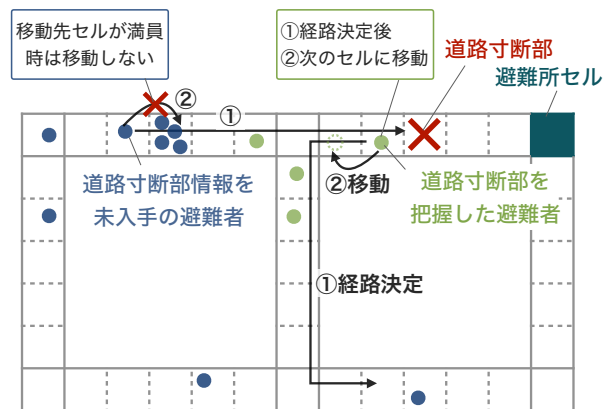 移動先セルが満員
時は移動しない
①経路決定後
②次のセルに移動
道路寸断部
避難所セル
②
①
道路寸断部情報を
未入手の避難者
②移動
道路寸断部を
把握した避難者
①経路決定